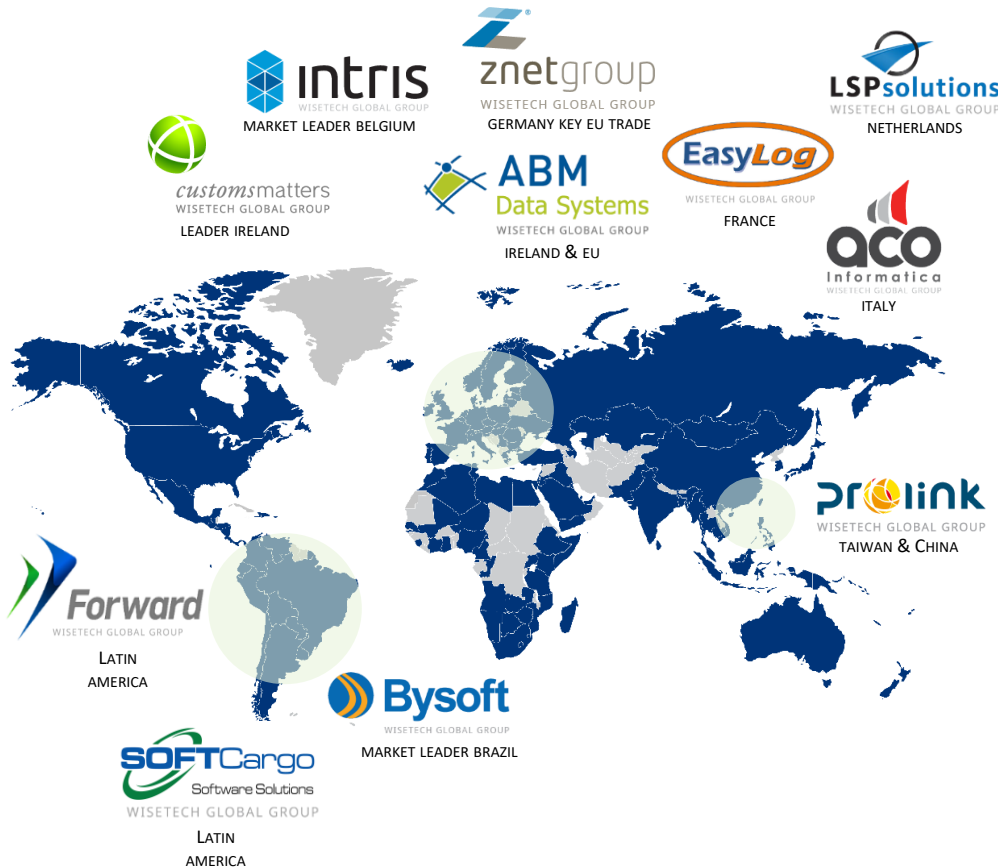 intris
WISETECH GLOBAL GROUP
MARKET LEADER BELGIUM
®
znetgroup
WISETECH GLOBAL GROUP
GERMANY KEY EU TRADE
LSPsolutions
WISETECH GLOBAL GROUP
NETHERLANDS
customsmatters
WISETECH GLOBAL GROUP
LEADER IRELAND
ABM
Data Systems
WISETECH GLOBAL GROUP
IRELAND & EU
EasyLog
WISETECH GLOBAL GROUP
FRANCE
aco
Informatica
WISETECH GLOBAL GROUP
ITALY
prolink
WISETECH GLOBAL GROUP
TAIWAN & CHINA
Forward
WISETECH GLOBAL GROUP
LATIN
AMERICA
Bysoft
WISETECH GLOBAL GROUP
MARKET LEADER BRAZIL
SOFTCargo
Software Solutions
WISETECH GLOBAL GROUP
LATIN
AMERICA